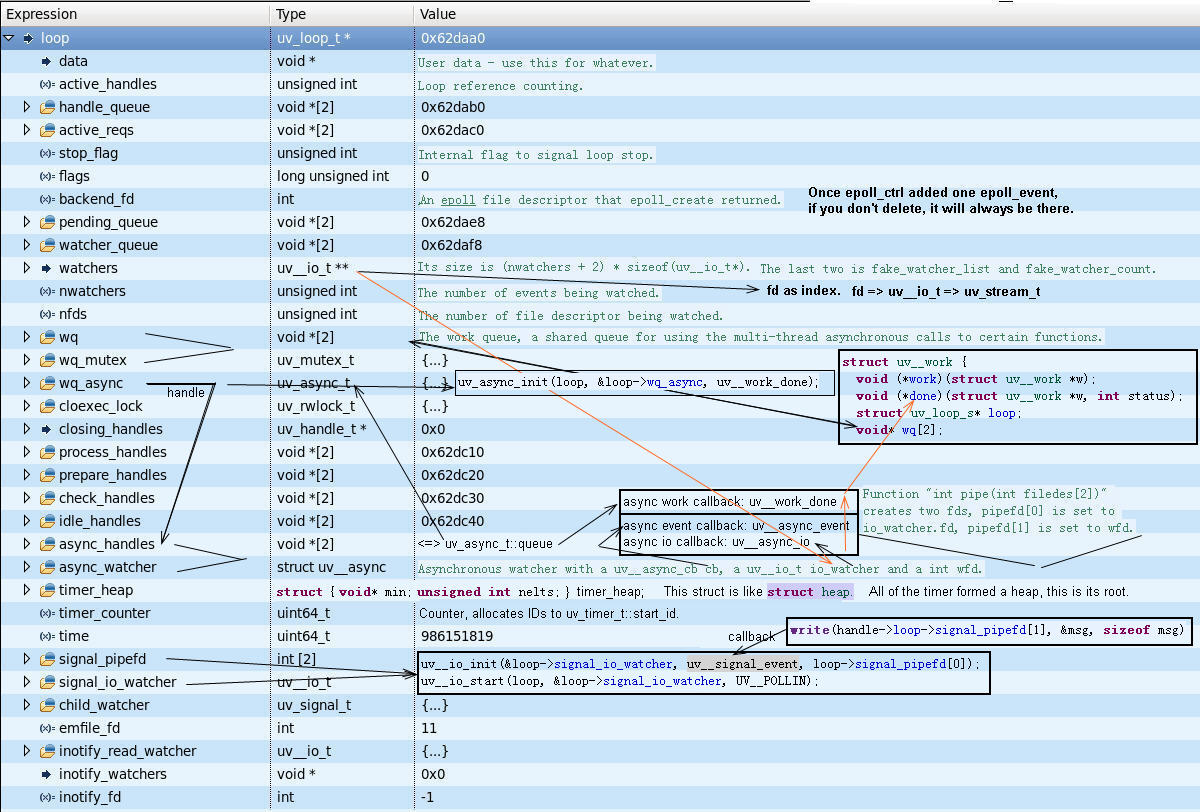 Expression Type Value
loop uv_loop_t * 0x62daa0
data void * User data - use this for whatever.
active_handles unsigned int Loop reference counting.
handle_queue void *[2] 0x62dab0
active_reqs void *[2] 0x62dac0
stop_flag unsigned int Internal flag to signal loop stop.
flags long unsigned int 0
backend_fd int An epoll file descriptor that epoll_create returned.
Once epoll_ctrl added one epoll_event,
if you don't delete, it will always be there.
pending_queue void *[2] 0x62dae8
watcher_queue void *[2] 0x62daf8
watchers uv__io_t ** Its size is (nwatchers + 2) * sizeof(uv__io_t*). The last two is fake_watcher_list and fake_watcher_count.
nwatchers unsigned int The number of events being watched. fd as index. fd => uv__io_t => uv_stream_t
nfds unsigned int The number of file descriptor being watched.
wq void *[2] The work queue, a shared queue for using the multi-thread asynchronous calls to certain functions.
wq_mutex uv_mutex_t {...}
wq_async uv_async_t {...} uv_async_init(loop, &loop->wq_async, uv__work_done);
handle
struct uv__work {
void (*work)(struct uv__work *w);
void (*done)(struct uv__work *w, int status);
struct uv_loop_s* loop;
void* wq[2];
cloexec_lock uv_rwlock_t {...}
closing_handles uv_handle_t * 0x0
process_handles void *[2] 0x62dc10
prepare_handles void *[2] 0x62dc20
check_handles void *[2] 0x62dc30
idle_handles void *[2] 0x62dc40
async work callback: uv__work_done
async event callback: uv__async_event
async io callback: uv__async_io
Function "int pipe(int filedes[2])"
creates two fds, pipefd[0] is set to
io_watcher.fd, pipefd[1] is set to wfd.
async_handles void *[2] <=> uv_async_t::queue
async_watcher struct uv__async Asynchronous watcher with a uv__async_cb cb, a uv__io_t io_watcher and a int wfd.
timer_heap struct { void* min; unsigned int nelts; } timer_heap; This struct is like struct heap. All of the timer formed a heap, this is its root.
timer_counter uint64_t Counter, allocates IDs to uv_timer_t::start_id.
time uint64_t 986151819
callback write(handle->loop->signal_pipefd[1], &msg, sizeof msg)
signal_pipefd int [2] uv__io_init(&loop->signal_io_watcher, uv__signal_event, loop->signal_pipefd[0]);
signal_io_watcher uv__io_t uv__io_start(loop, &loop->signal_io_watcher, UV__POLLIN);
child_watcher uv_signal_t {...}
emfile_fd int 11
inotify_read_watcher uv__io_t {...}
inotify_watchers void * 0x0
inotify_fd int -1